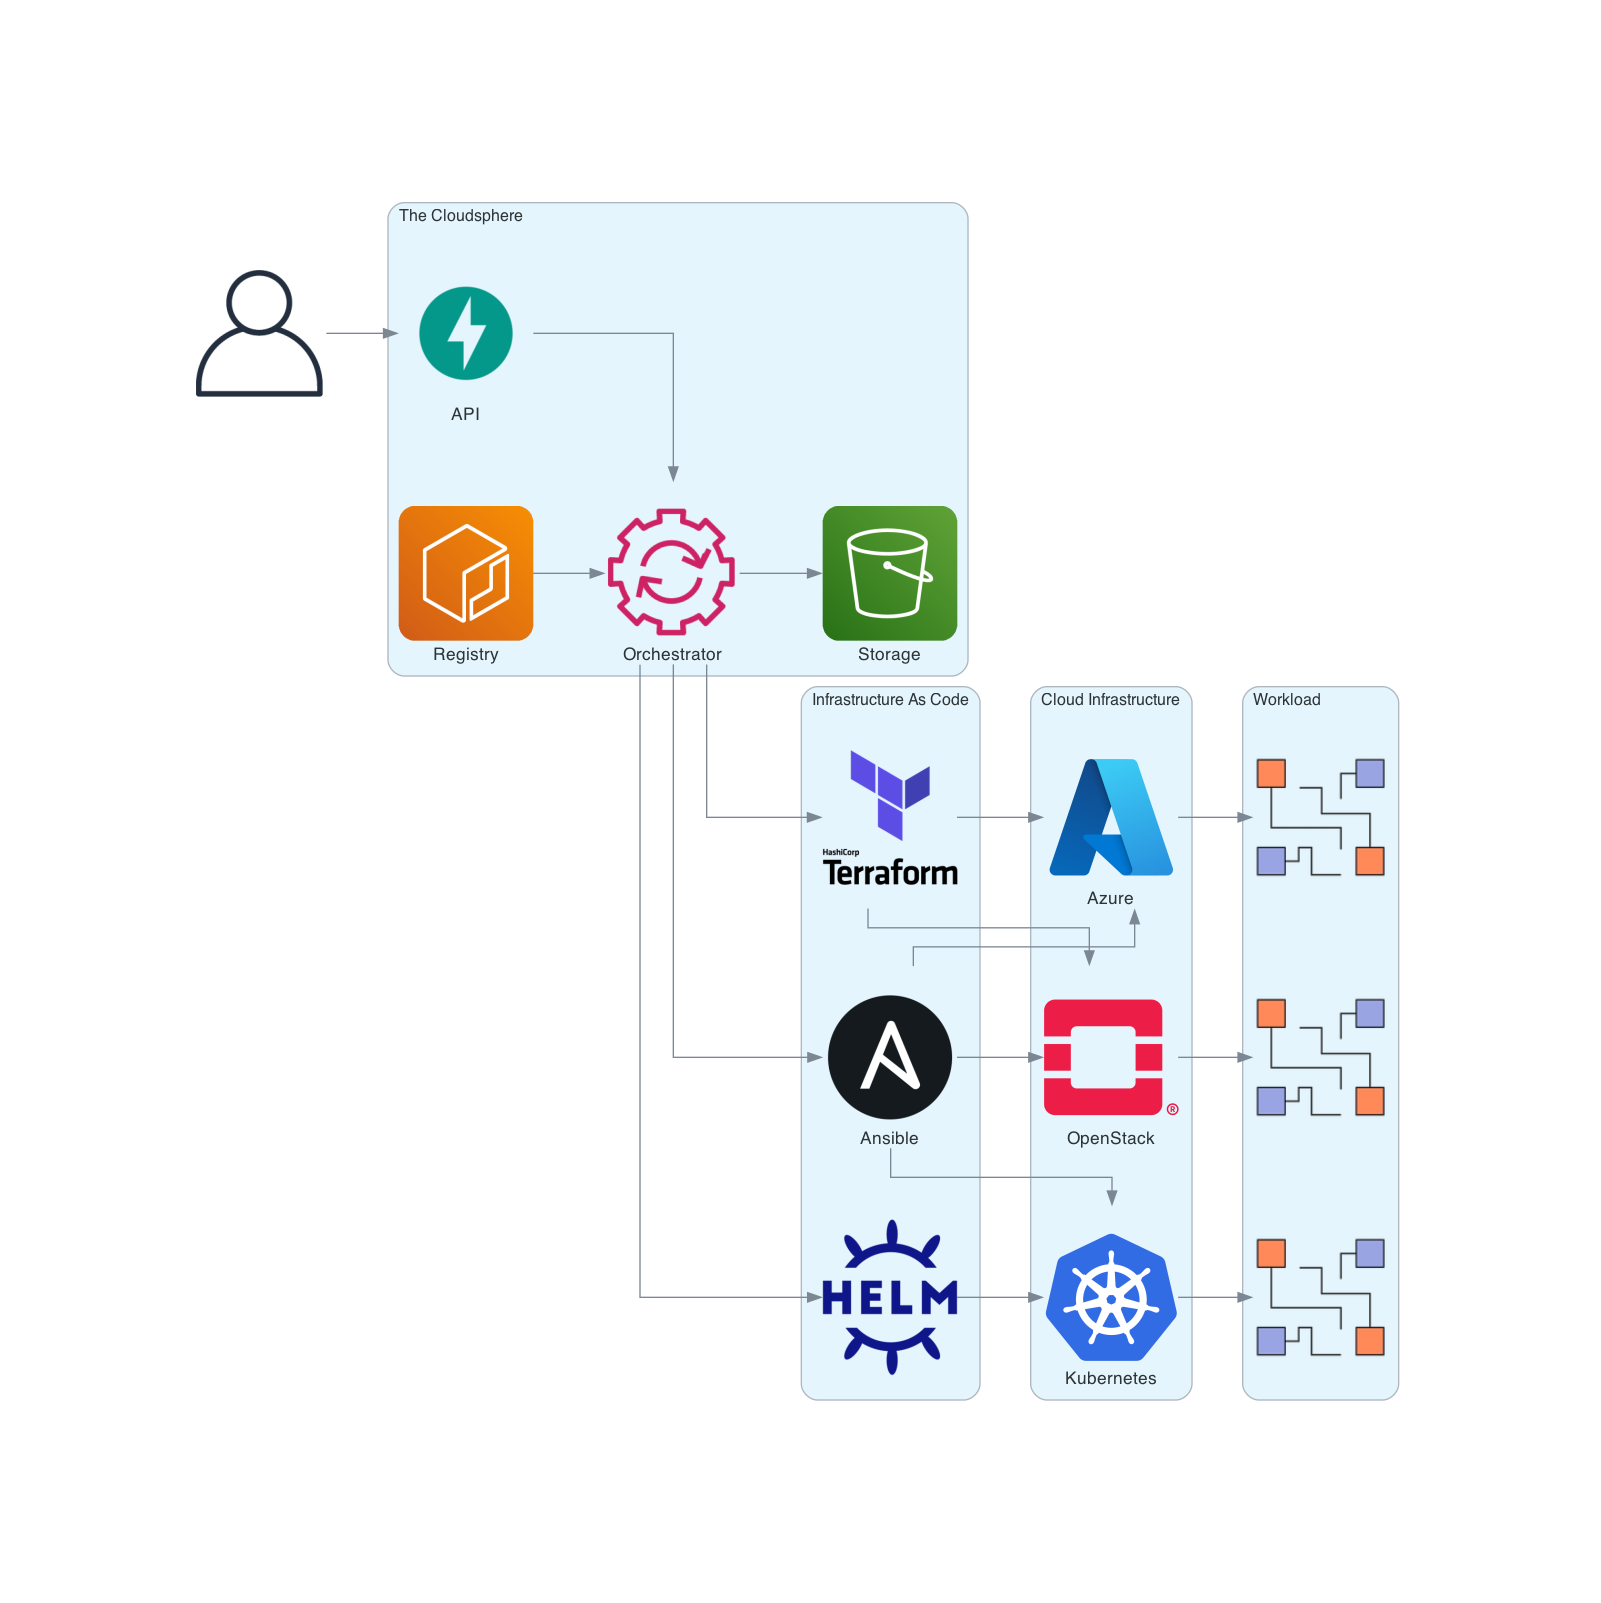 The Cloudsphere
API
Registry
Orchestrator
Storage
Infrastructure As Code
Cloud Infrastructure
Workload
HashiCorp
Terraform
Azure
Ansible
OpenStack
®
HELM
Kubernetes